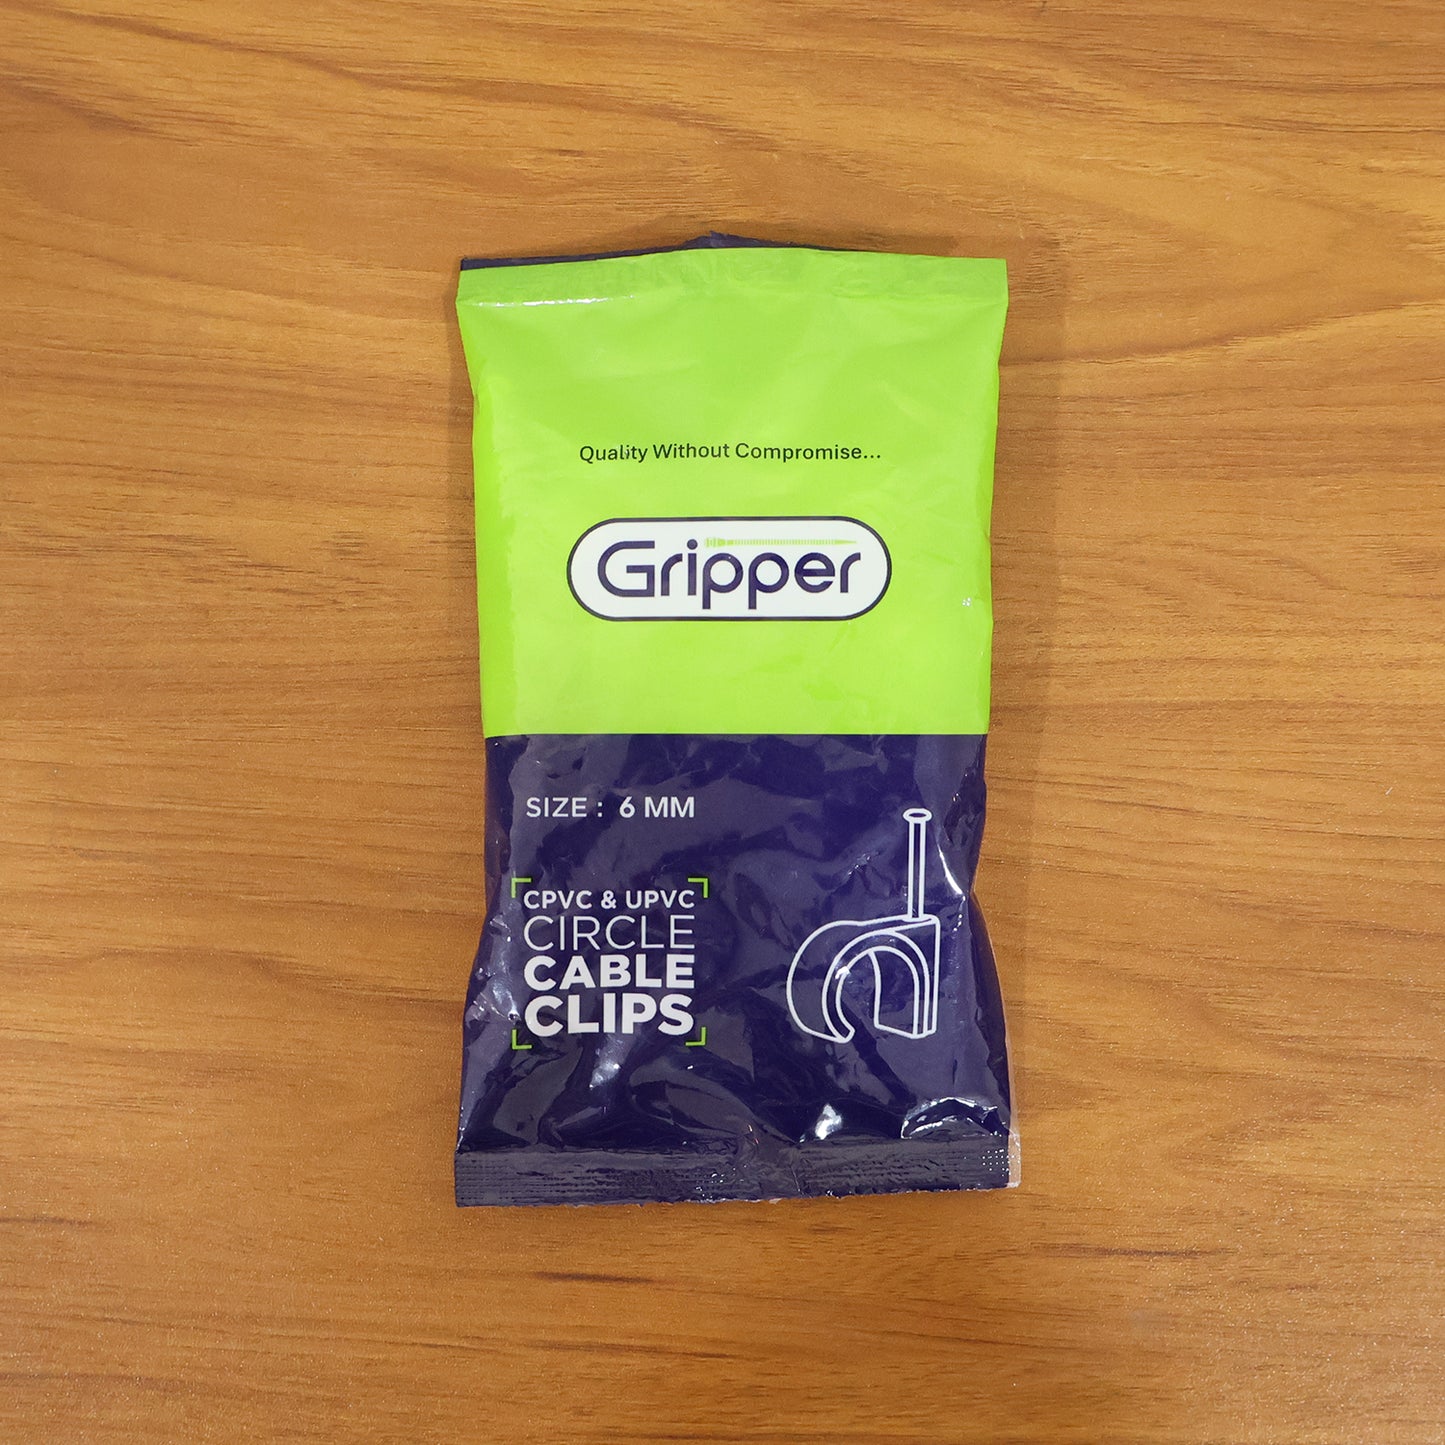 Quality Without Compromise...
Gripper
SIZE : 6 MM
CPVC & UPVC
CIRCLE
CABLE
CLIPS